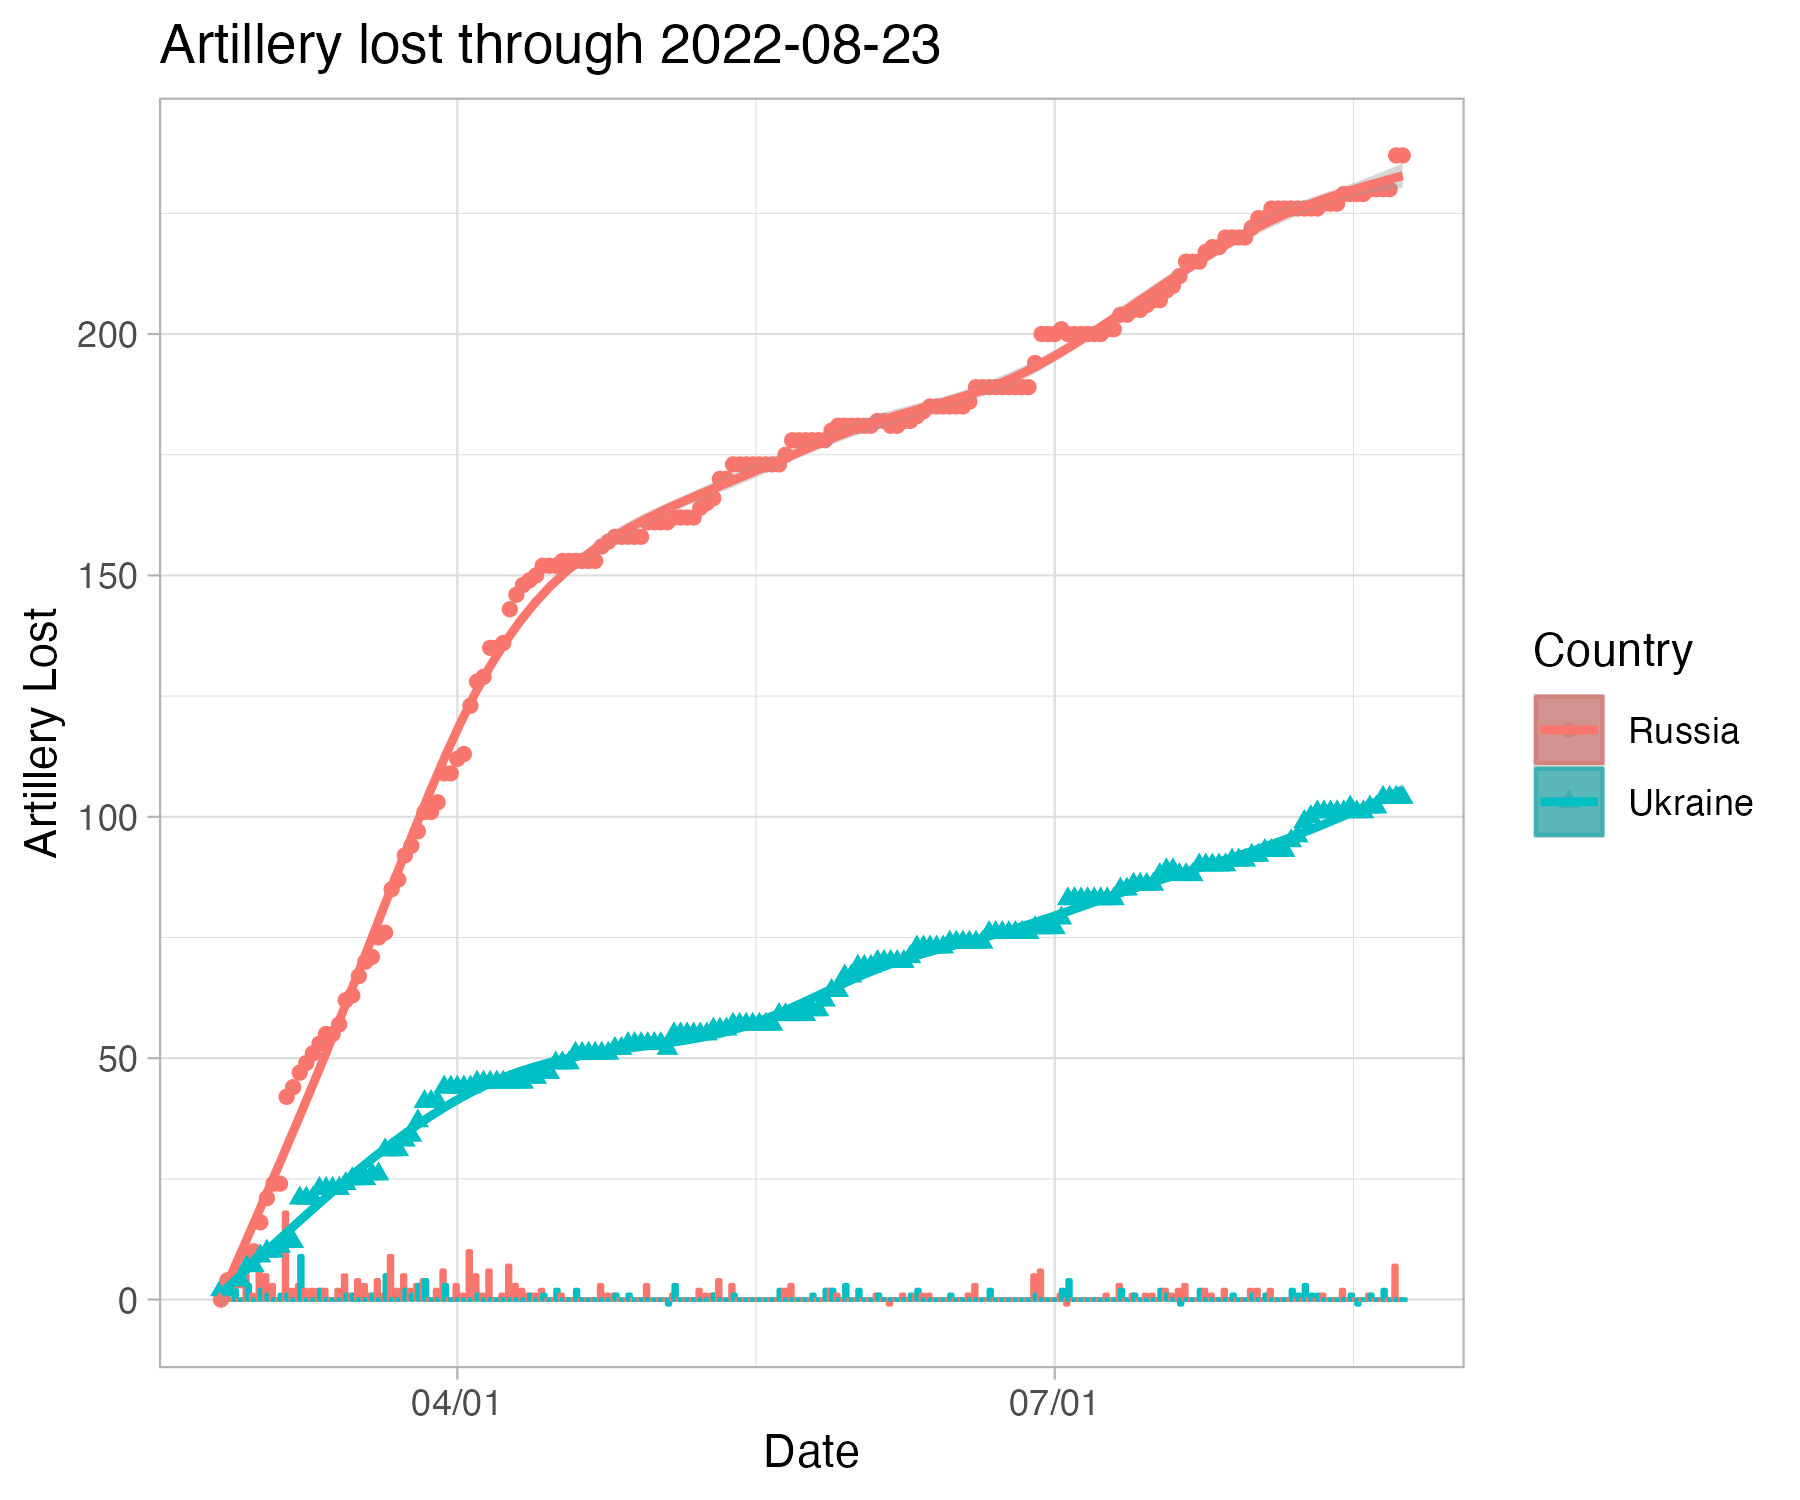 Artillery lost through 2022-08-23
Artillery Lost
200
150
100
50
0
04/01
07/01
Date
Country
Russia
Ukraine